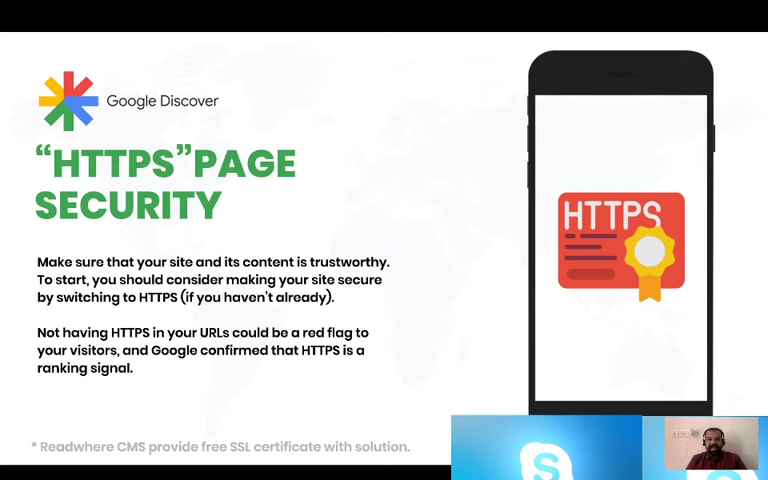 Google Discover
“HTTPS”PAGE
SECURITY
Make sure that your site and its content is trustworthy.
To start, you should consider making your site secure
by switching to HTTPS (if you haven't already).
Not having HTTPS in your URLs could be a red flag to
your visitors, and Google confirmed that HTTPS is a
ranking signal.
* Readwhere CMS provide free SSL certificate with solution.
HTTPS
S